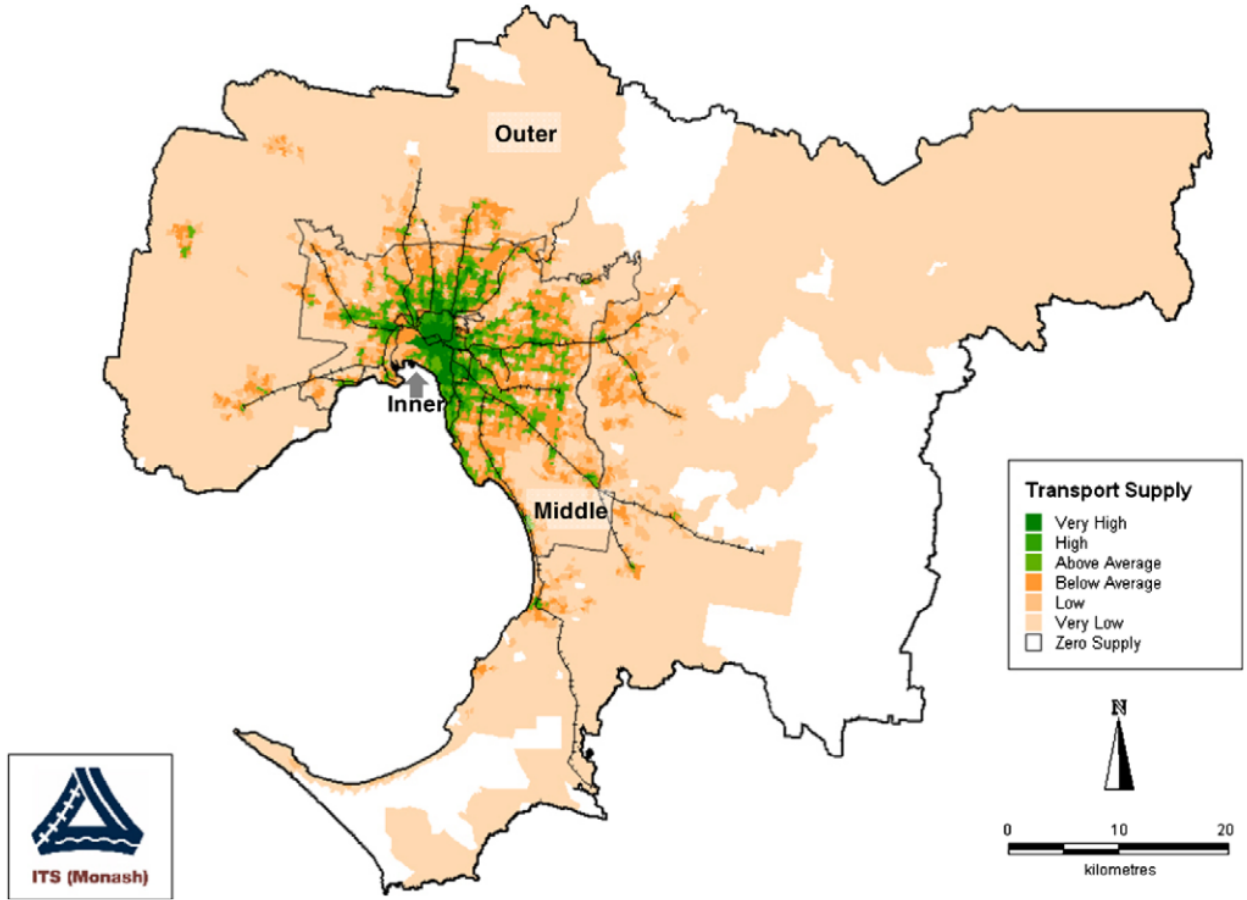 Outer
Inner
Middle
Transport Supply
Very High
High
Above Average
Below Average
Low
Very Low
Zero Supply
N
0 10 20
kilometres
ITS (Monash)